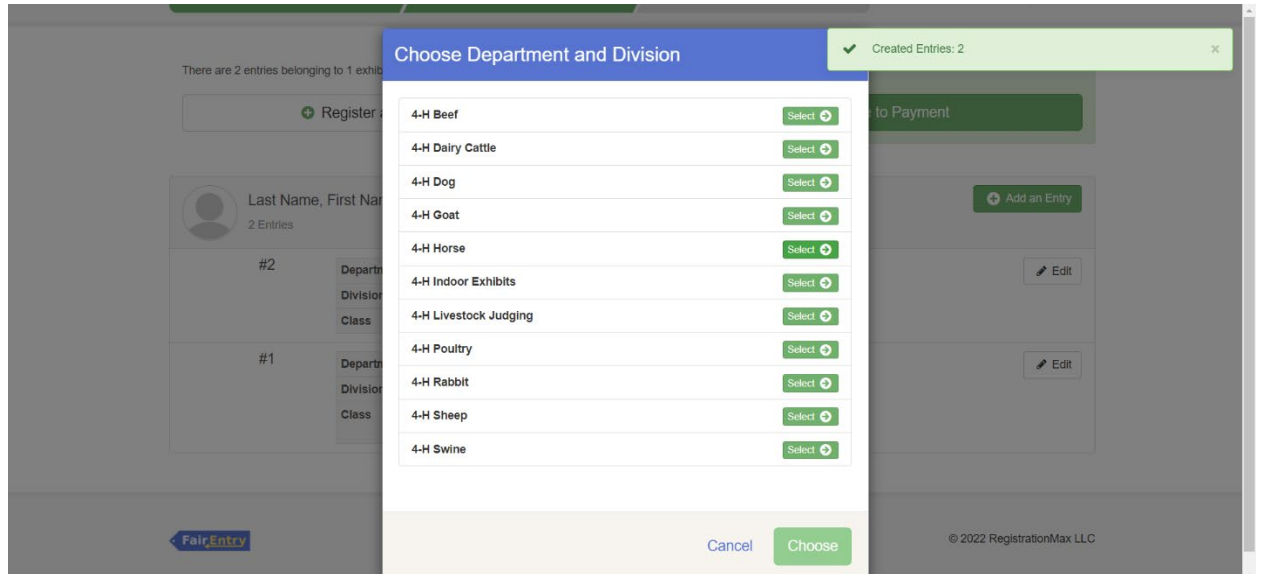 Choose Department and Division
Created Entries: 2
×
There are 2 entries belonging to 1 exhib
Register
to Payment
4-H Beef Select
4-H Dairy Cattle Select
4-H Dog Select
4-H Goat Select
4-H Horse Select
4-H Indoor Exhibits Select
4-H Livestock Judging Select
4-H Poultry Select
4-H Rabbit Select
4-H Sheep Select
4-H Swine Select
Last Name, First Nar
2 Entries
Add an Entry
#2
Departm
Division
Class
Edit
#1
Departm
Division
Class
Edit
Cancel
Choose
FairEntry
© 2022 RegistrationMax LLC